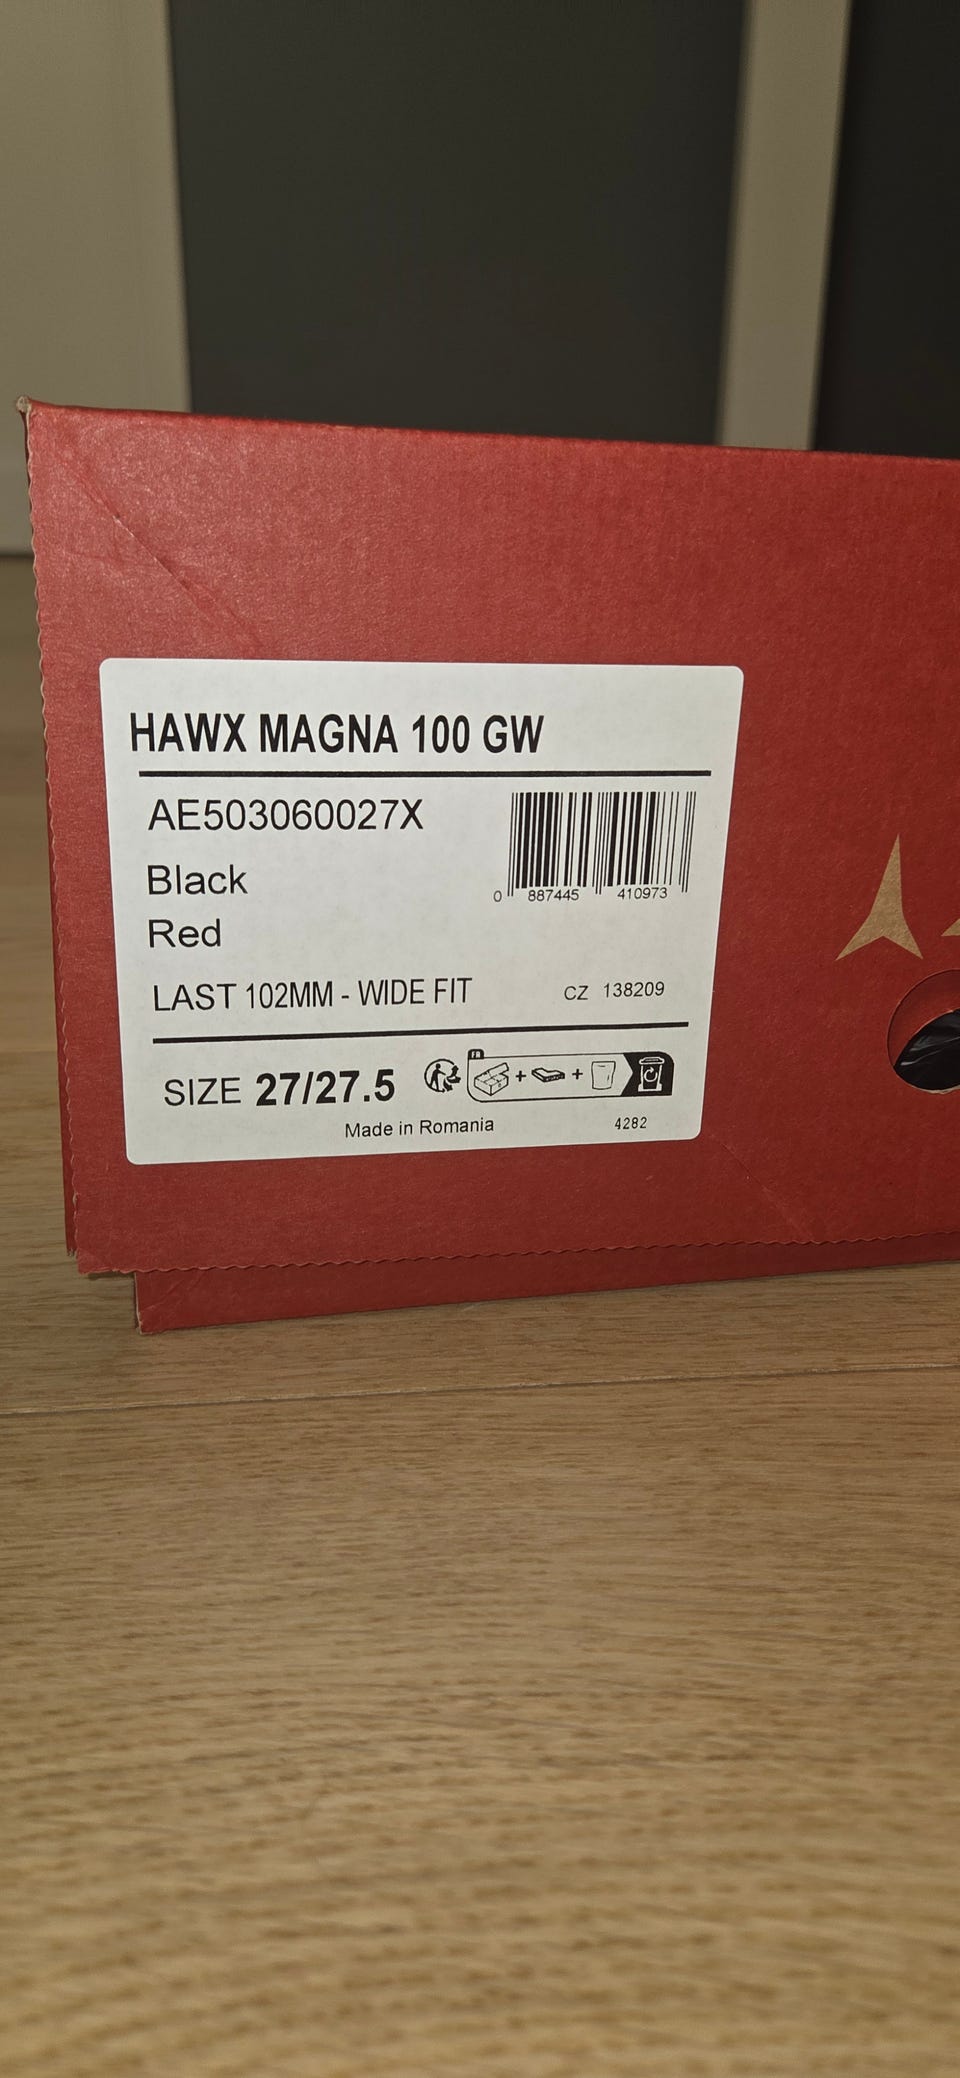 HAWX MAGNA 100 GW
AE503060027X
Black
Red
0 887445 410973
LAST 102MM - WIDE FIT CZ 138209
SIZE 27/27.5
FR
Made in Romania 4282